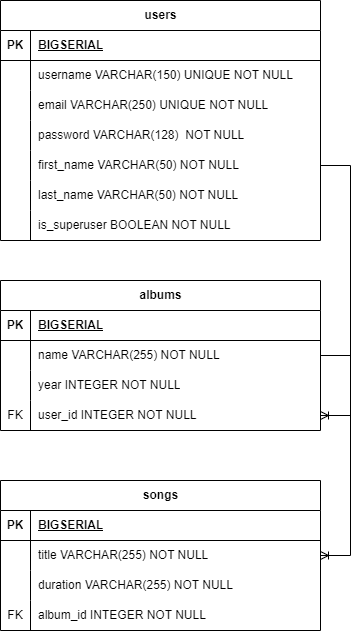 users
PK BIGSERIAL
username VARCHAR(150) UNIQUE NOT NULL
email VARCHAR(250) UNIQUE NOT NULL
password VARCHAR(128)  NOT NULL
first_name VARCHAR(50) NOT NULL
last_name VARCHAR(50) NOT NULL
is_superuser BOOLEAN NOT NULL
albums
PK BIGSERIAL
name VARCHAR(255) NOT NULL
year INTEGER NOT NULL
FK user_id INTEGER NOT NULL
songs
PK BIGSERIAL
title VARCHAR(255) NOT NULL
duration VARCHAR(255) NOT NULL
FK album_id INTEGER NOT NULL